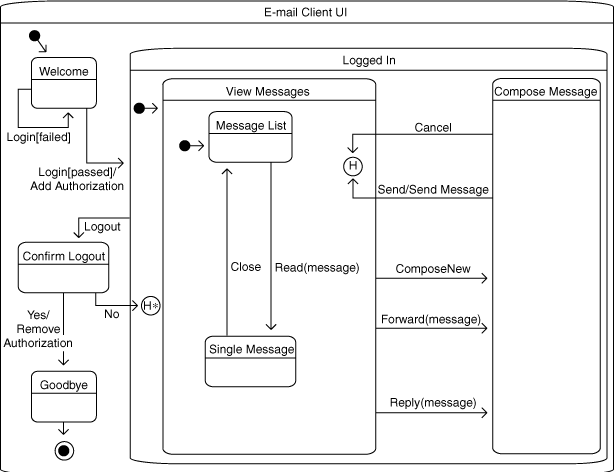 E-mail Client UI
Welcome
Login[failed]
Login[passed]/
Add Authorization
Logout
Confirm Logout
Yes/
Remove
Authorization
No
Goodbye
H*
Logged In
View Messages
Message List
Close
Read(message)
Single Message
Compose Message
Cancel
H
Send/Send Message
ComposeNew
Forward(message)
Reply(message)